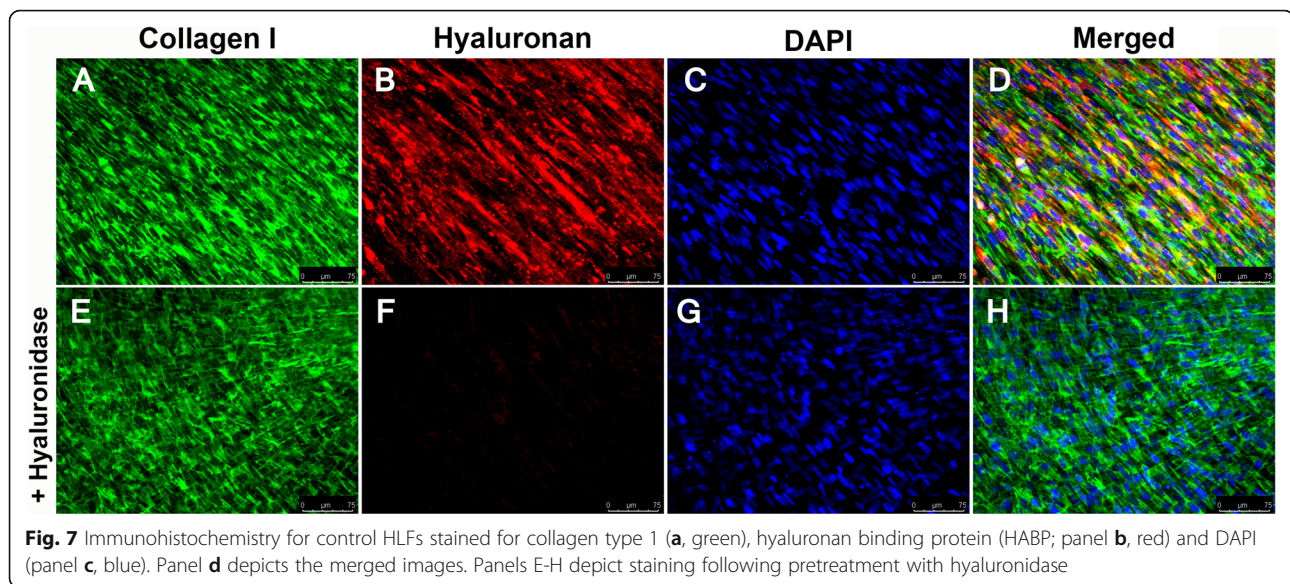 Collagen I Hyaluronan DAPI Merged
A B C D
0 µm 75 0 µm 75 0 µm 75 0 µm 75
+ Hyaluronidase
E F G H
0 µm 75 0 µm 75 0 µm 75 0 µm 75
Fig. 7 Immunohistochemistry for control HLFs stained for collagen type 1 (a, green), hyaluronan binding protein (HABP; panel b, red) and DAPI
(panel c, blue). Panel d depicts the merged images. Panels E-H depict staining following pretreatment with hyaluronidase